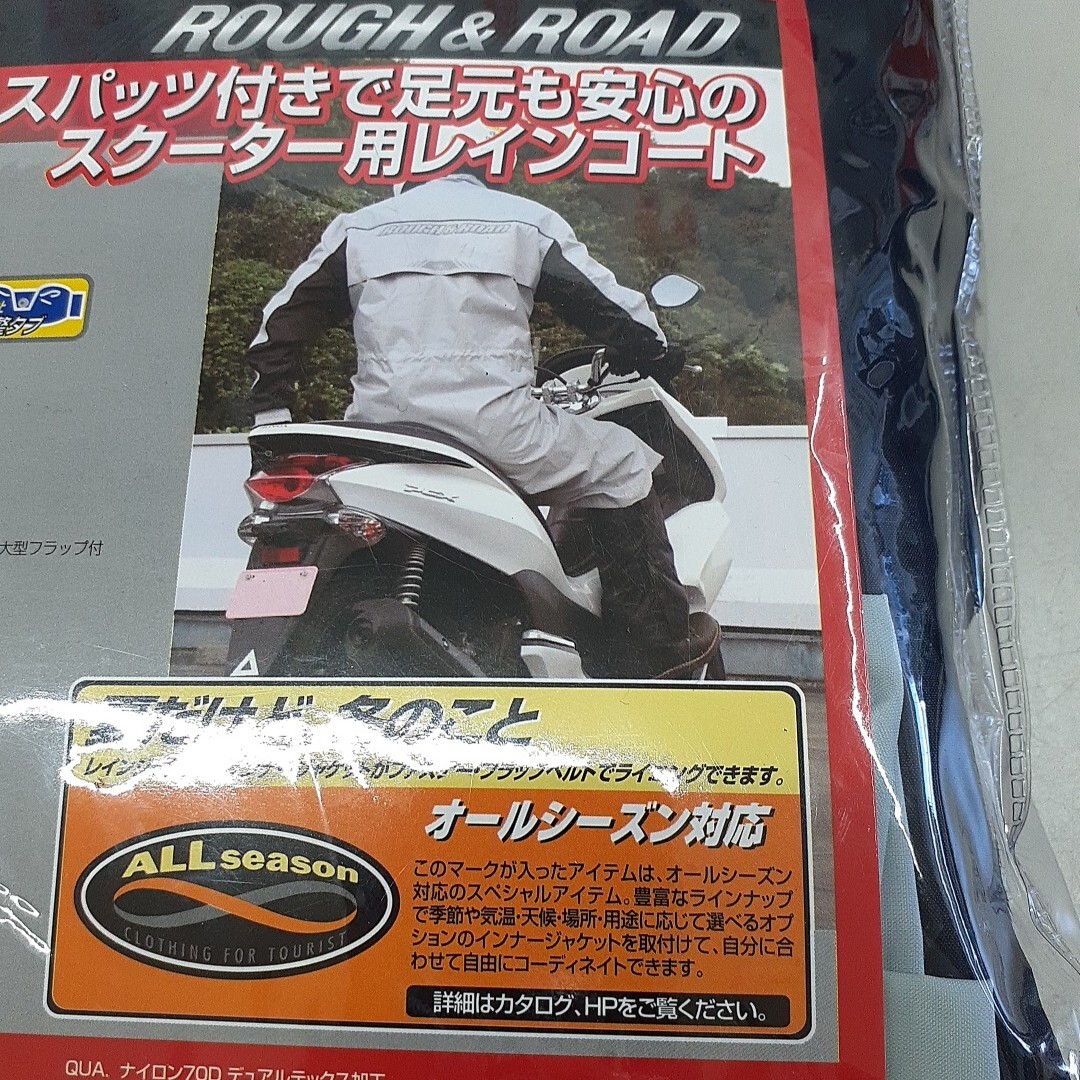 ROUGH & ROAD
スパッツ付きで足元も安心の
スクーター用レインコート
ROUGH & ROAD
タブ
PCX
大型フラップ付
冬のこと
でライニングできます。
オールシーズン対応
ALL season
CLOTHING FOR TOURIST
このマークが入ったアイテムは、オールシーズン
対応のスペシャルアイテム。豊富なラインナップ
で季節や気温・天候・場所・用途に応じて選べるオプ
ションのインナージャケットを取付けて、自分に合
わせて自由にコーディネイトできます。
詳細はカタログ、HPをご覧ください。
QUA. ナイロン70D デュアルテックス加工